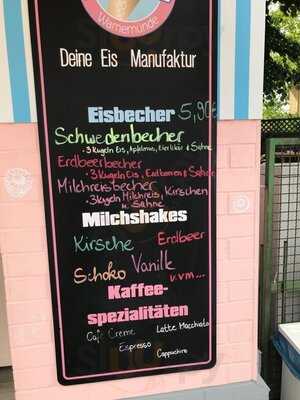 Warnemünde
Deine Eis Manufaktur
Eisbecher 5,90€
Schwedenbecher
• 3 Kugeln Eis, Apfelmus, Eierlikör & Sahne
Erdbeerbecher
• 3 Kugeln Eis, Erdbeeren & Sahne
Milchreisbecher
• 3 Kugeln Milchreis, Kirschen
u. Sahne
Milchshakes
Kirsche Erdbeer
Schoko Vanille
u.v.m....
Kaffee-
spezialitäten
Café Creme Latte Macchiato
Espresso
Cappuchino